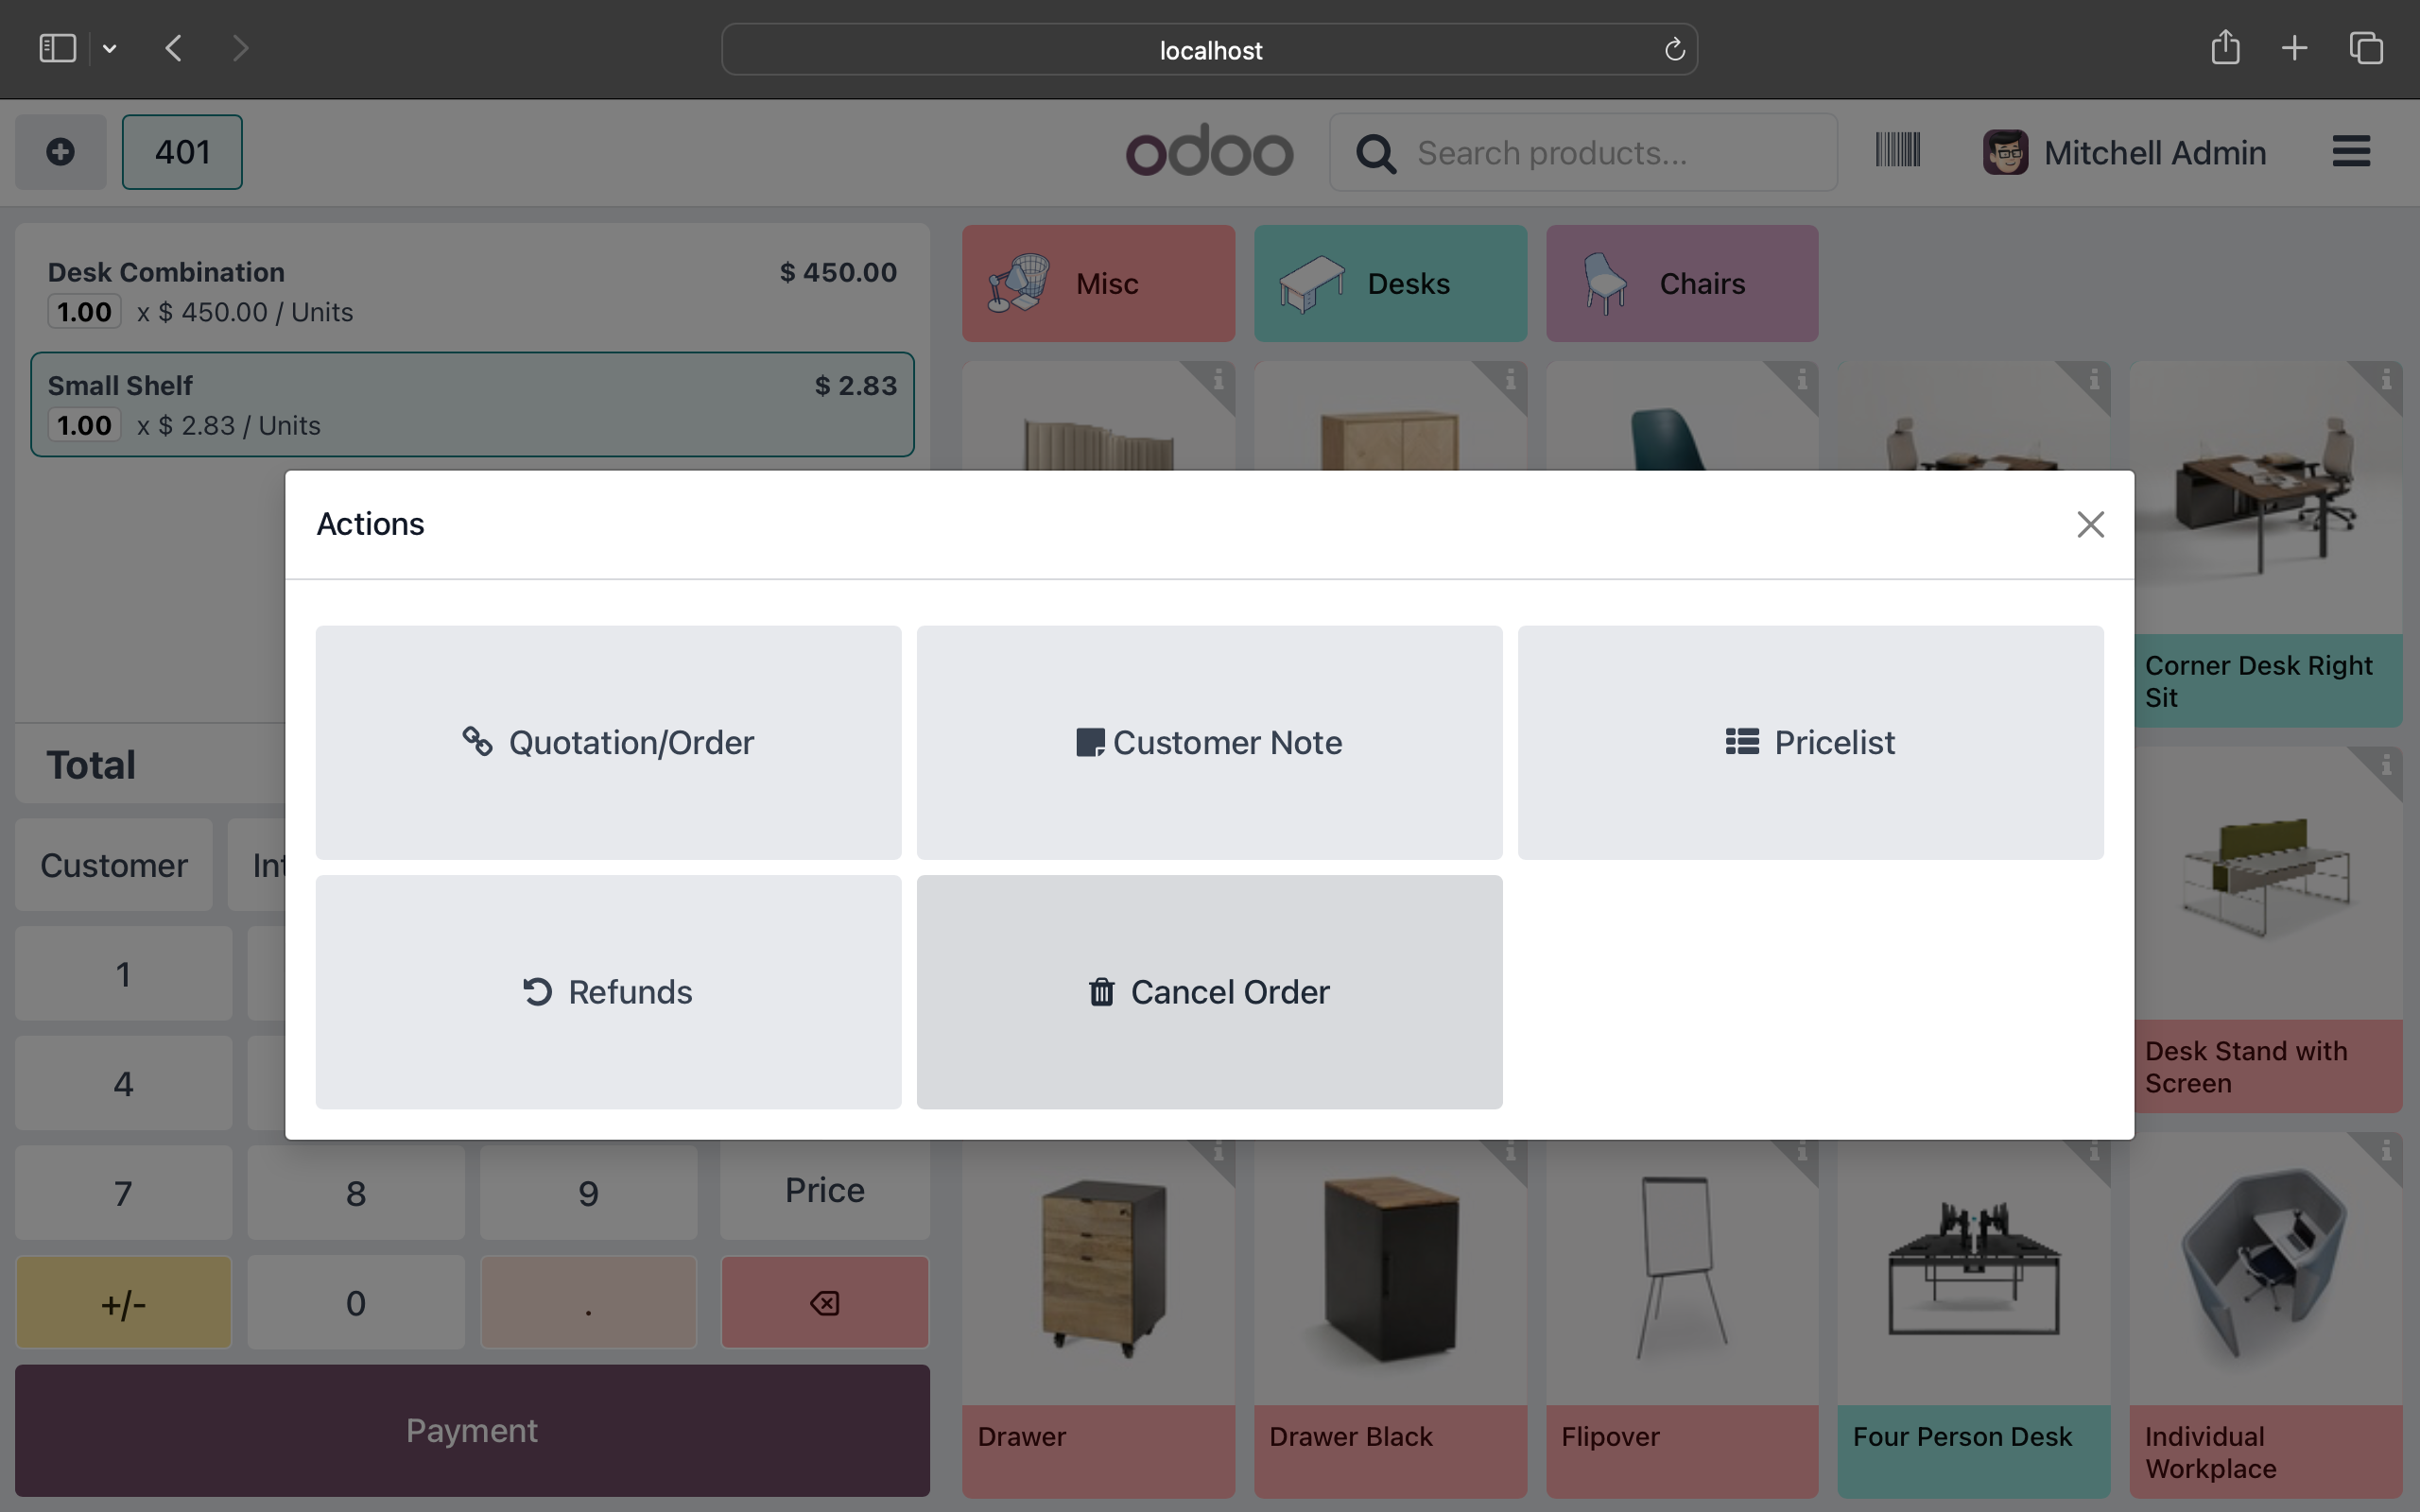 localhost
401
odoo
Search products...
Mitchell Admin
Desk Combination
$ 450.00
1.00 x $ 450.00 / Units
Small Shelf
$ 2.83
1.00 x $ 2.83 / Units
Misc
Desks
Chairs
Actions
Quotation/Order
Customer Note
Pricelist
Refunds
Cancel Order
Corner Desk Right
Sit
Total
Customer
1
4
7
8
9
Price
+/-
0
.
Payment
Desk Stand with
Screen
Drawer
Drawer Black
Flipover
Four Person Desk
Individual
Workplace